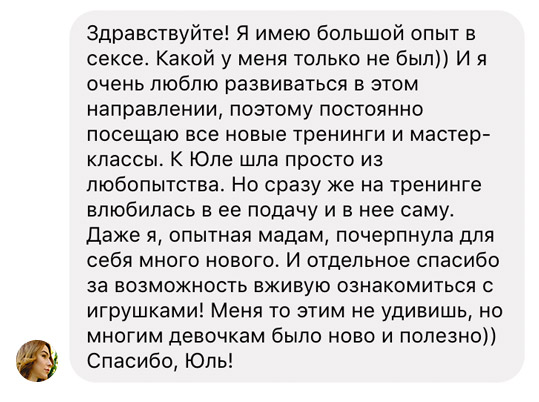 Здравствуйте! Я имею большой опыт в
сексе. Какой у меня только не был)) И я
очень люблю развиваться в этом
направлении, поэтому постоянно
посещаю все новые тренинги и мастер-
классы. К Юле шла просто из
любопытства. Но сразу же на тренинге
влюбилась в ее подачу и в нее саму.
Даже я, опытная мадам, почерпнула для
себя много нового. И отдельное спасибо
за возможность вживую ознакомиться с
игрушками! Меня то этим не удивишь, но
многим девочкам было ново и полезно))
Спасибо, Юль!